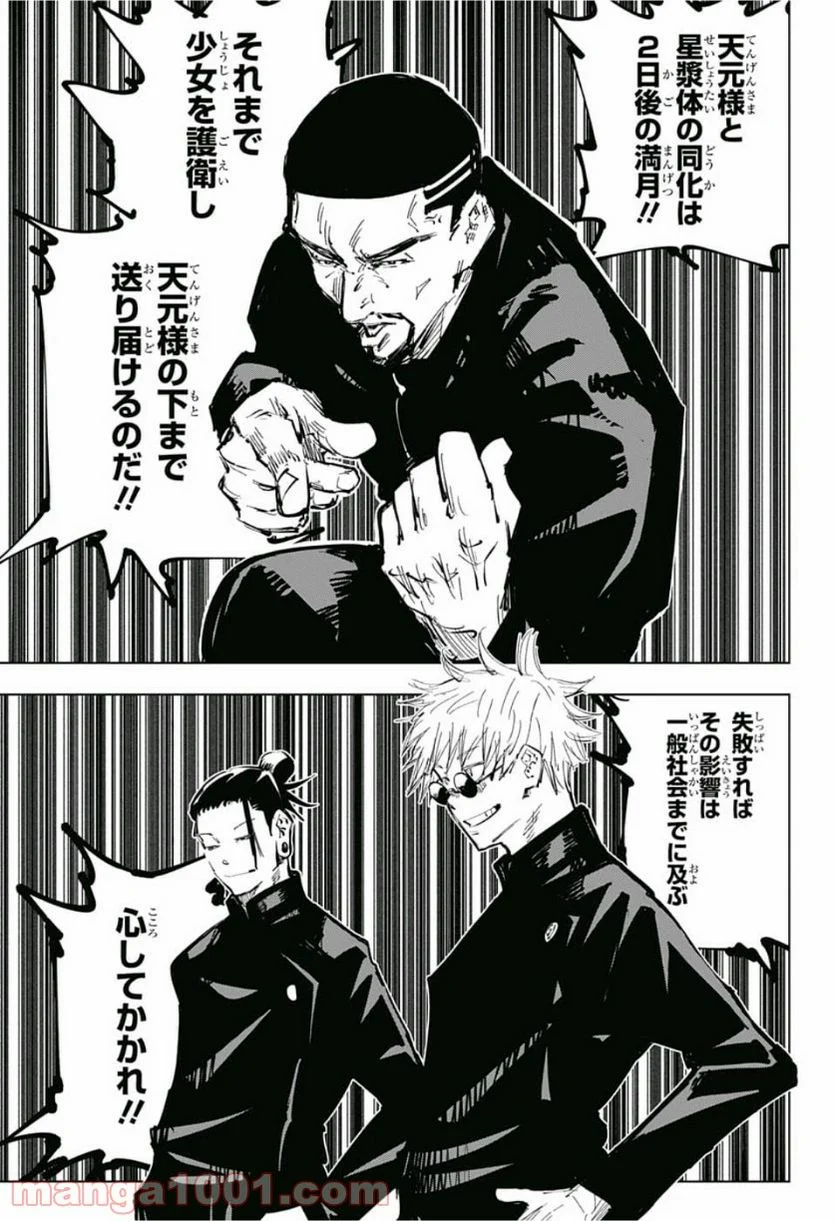 天元様と
星漿体の同化は
2日後の満月!!
それまで
少女を護衛し
天元様の下まで
送り届けるのだ!!
失敗すれば
その影響は
一般社会までに及ぶ
心してかかれ!!
manga1001.com